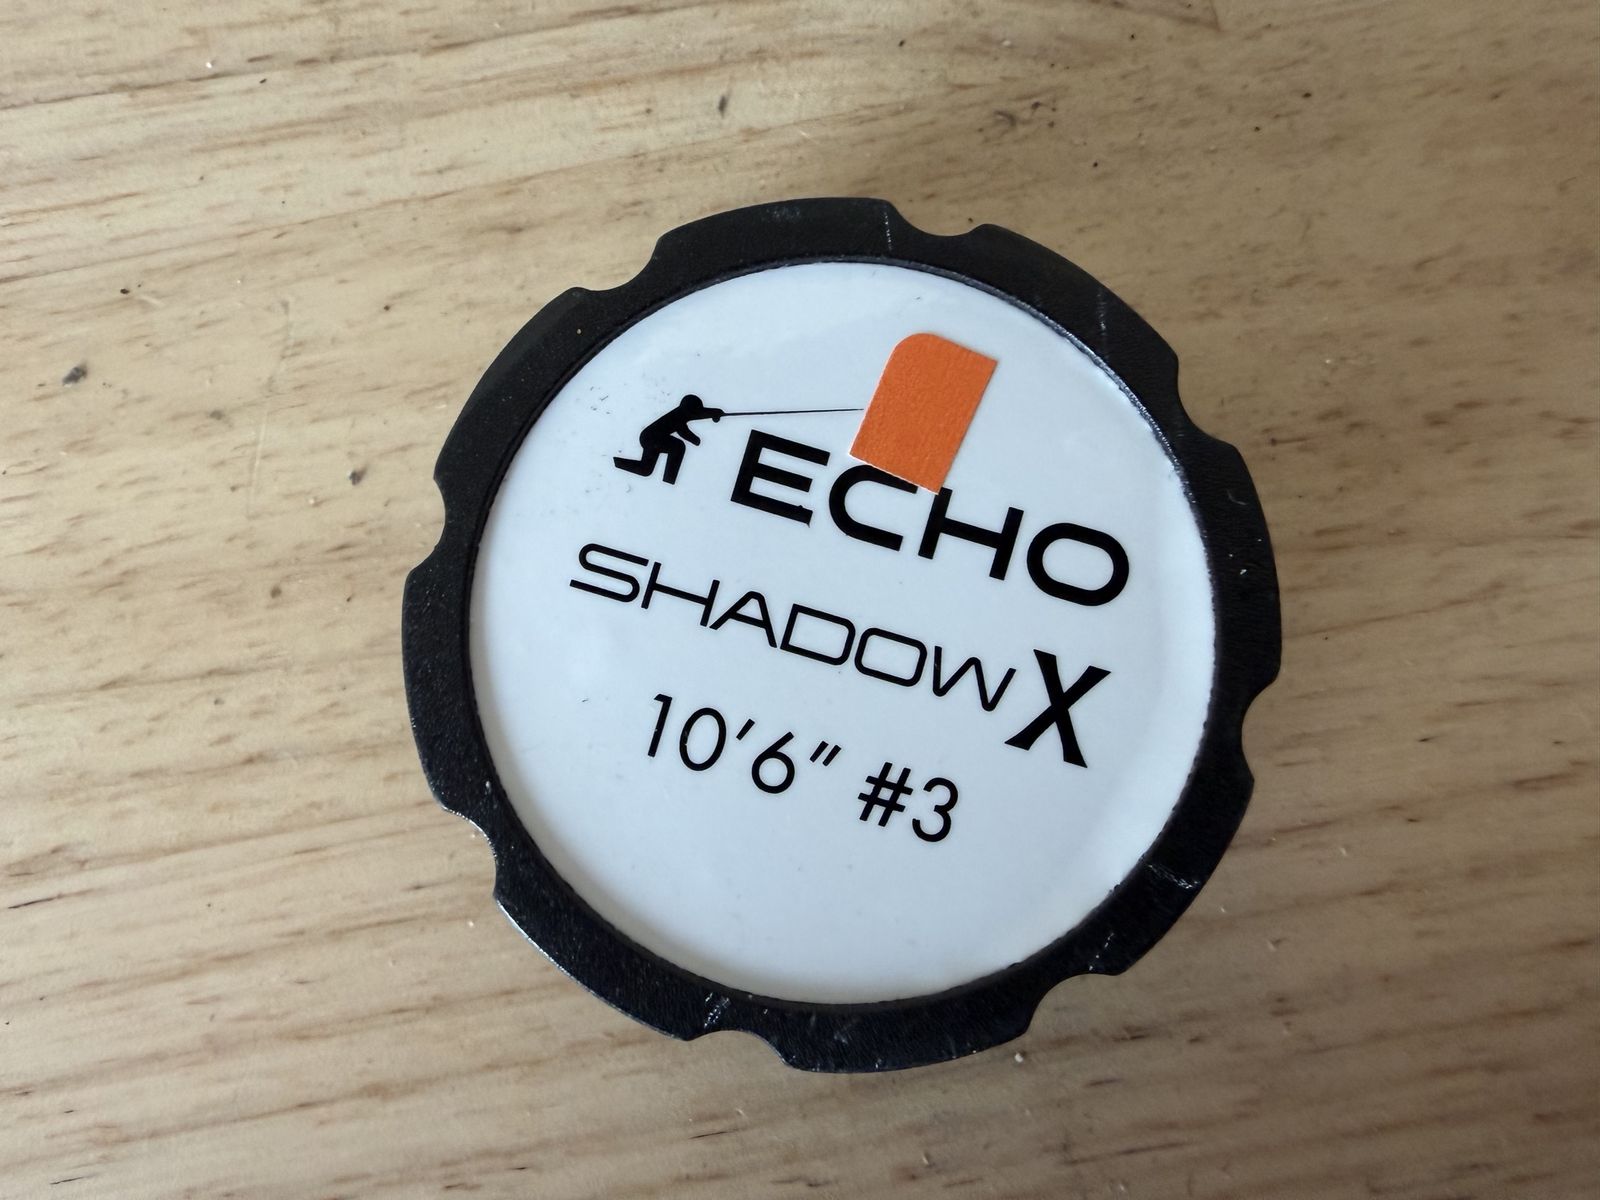 ECHO
SHADOW X
10'6" #3